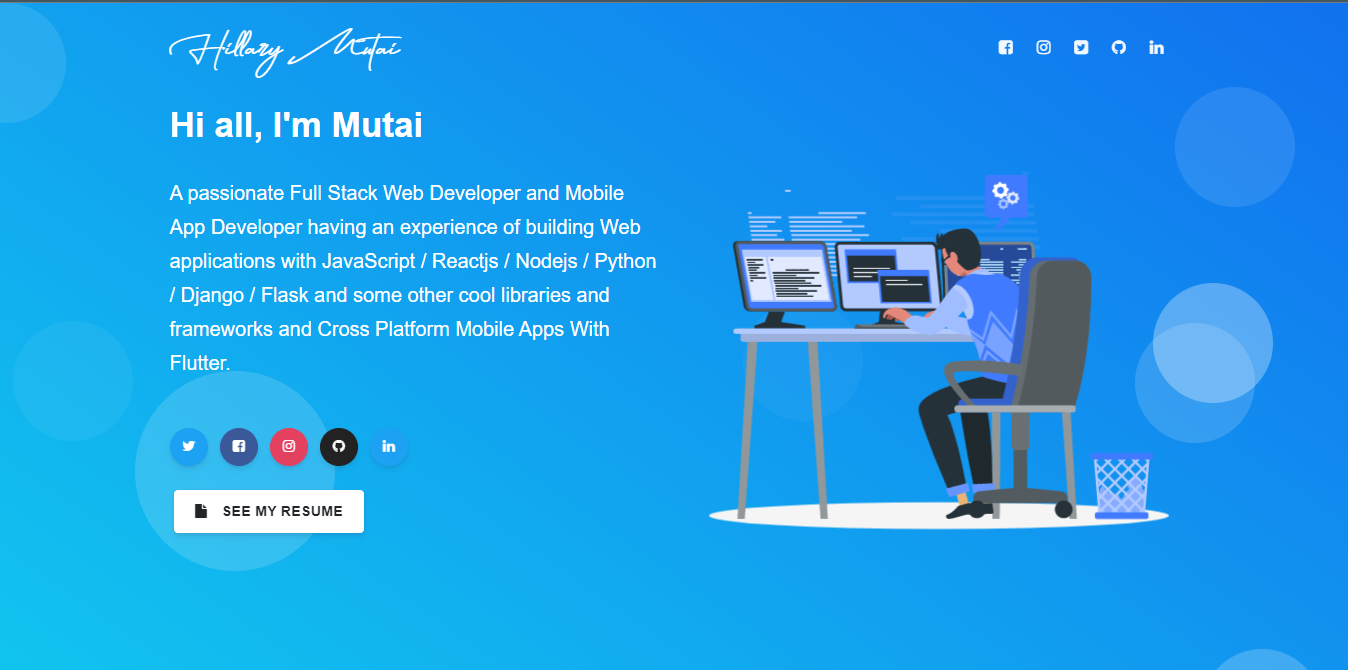 Hillary Mutai
Hi all, I'm Mutai
A passionate Full Stack Web Developer and Mobile
App Developer having an experience of building Web
applications with JavaScript / Reactjs / Nodejs / Python
/ Django / Flask and some other cool libraries and
frameworks and Cross Platform Mobile Apps With
Flutter.
SEE MY RESUME